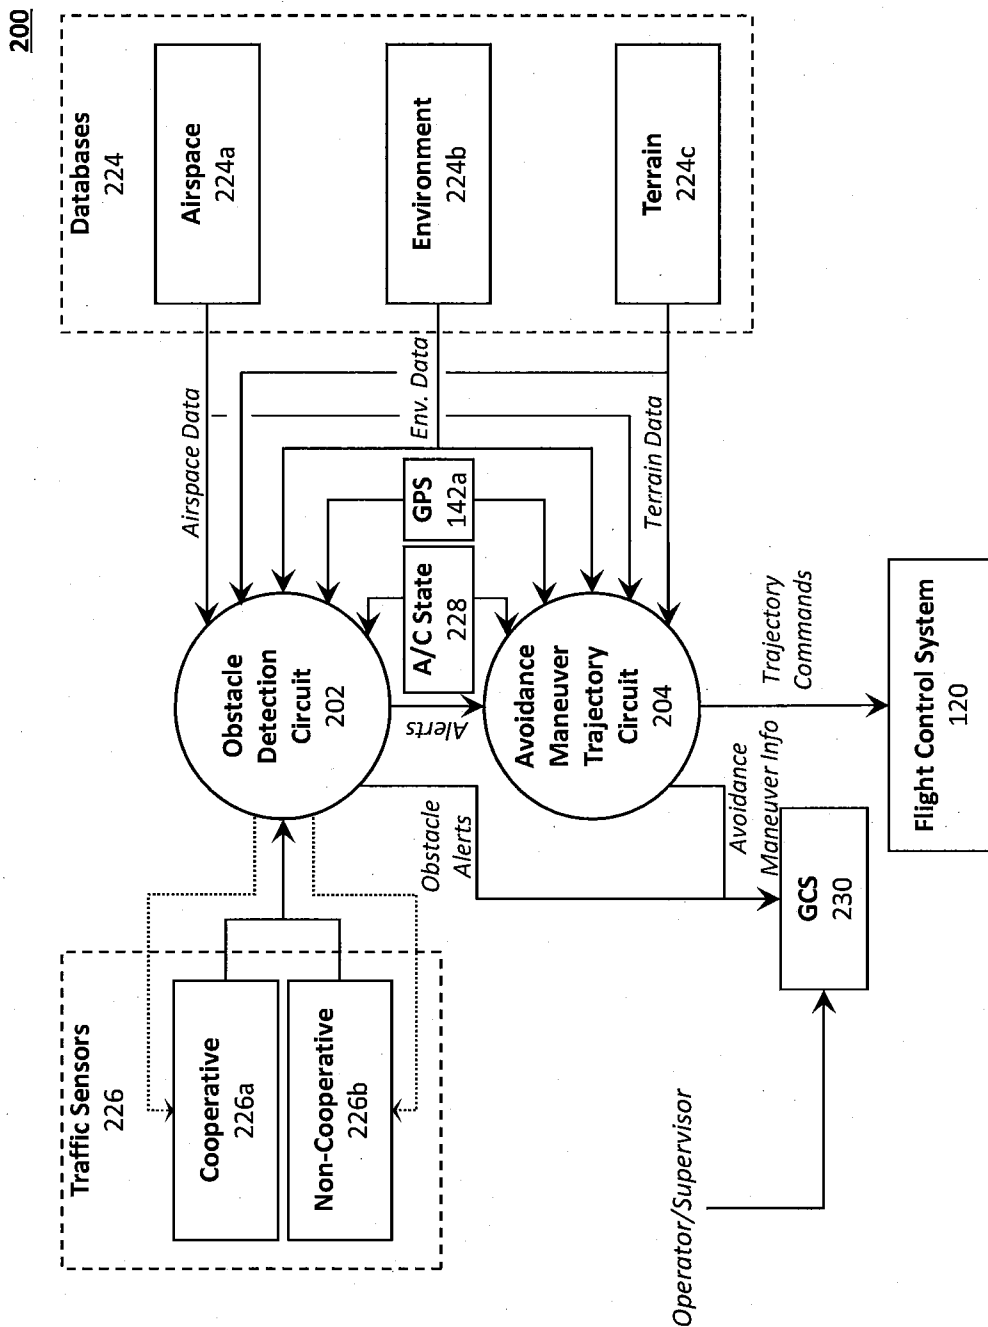 200
Traffic Sensors
226
Cooperative
226a
Non-Cooperative
226b
Databases
224
Airspace
224a
Environment
224b
Terrain
224c
Airspace Data
Env. Data
Terrain Data
Obstacle
Detection
Circuit
202
A/C State
228
GPS
142a
Alerts
Avoidance
Maneuver
Trajectory
Circuit
204
Obstacle
Alerts
Avoidance
Maneuver Info
Trajectory
Commands
Operator/Supervisor
GCS
230
Flight Control System
120